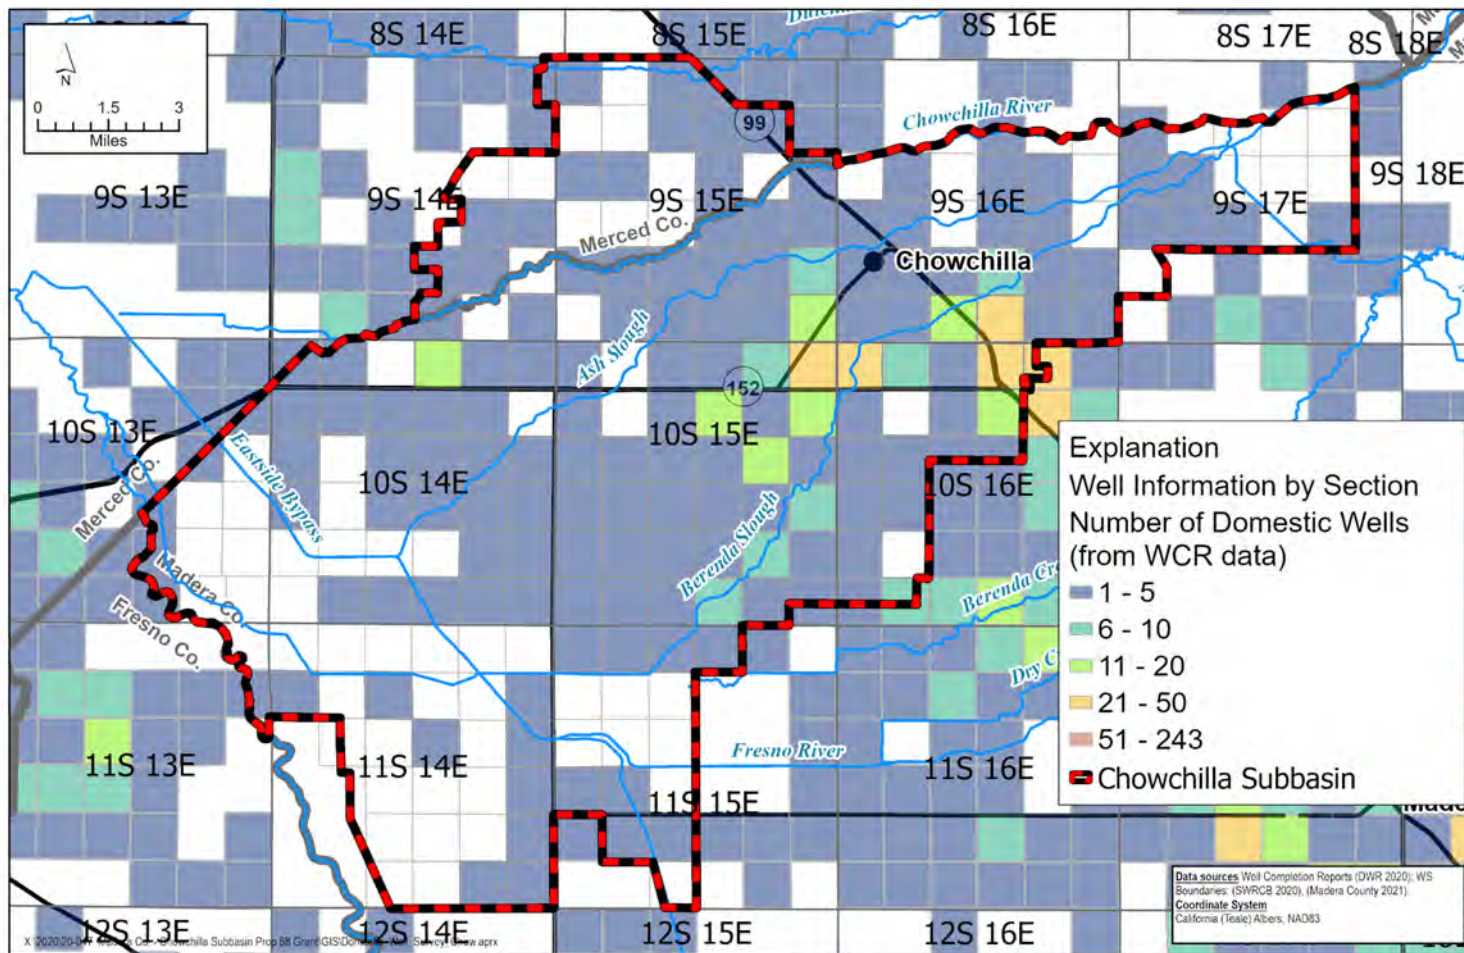 8S 14E
8S 15E
8S 16E
8S 17E
8S 18E
N
0 1.5 3
Miles
99
Chowchilla River
9S 13E
9S 14E
9S 15E
9S 16E
9S 17E
9S 18E
Merced Co.
Chowchilla
Ash Slough
152
10S 13E
10S 14E
10S 15E
10S 16E
Eastside Bypass
Merced Co.
Madera Co.
Fresno Co.
Berenda Slough
Berenda Cre
Dry C
Fresno River
11S 13E
11S 14E
11S 15E
11S 16E
12S 13E
12S 14E
12S 15E
12S 16E
Explanation
Well Information by Section
Number of Domestic Wells
(from WCR data)
1 - 5
6 - 10
11 - 20
21 - 50
51 - 243
Chowchilla Subbasin
Data sources Well Completion Reports (DWR 2020); WS
Boundaries: (SWRCB 2020), (Madera County 2021)
Coordinate System
California (Teale) Albers, NAD83